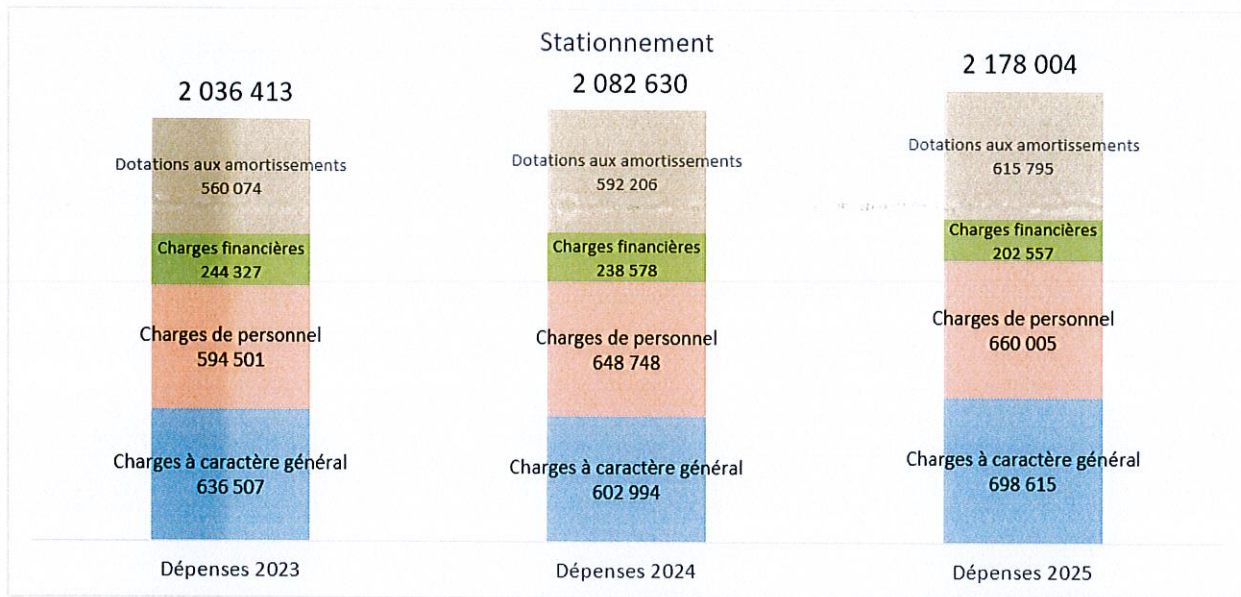 Stationnement
2 036 413
Dotations aux amortissements
560 074
Charges financières
244 327
Charges de personnel
594 501
Charges à caractère général
636 507
Dépenses 2023
2 082 630
Dotations aux amortissements
592 206
Charges financières
238 578
Charges de personnel
648 748
Charges à caractère général
602 994
Dépenses 2024
2 178 004
Dotations aux amortissements
615 795
Charges financières
202 557
Charges de personnel
660 005
Charges à caractère général
698 615
Dépenses 2025